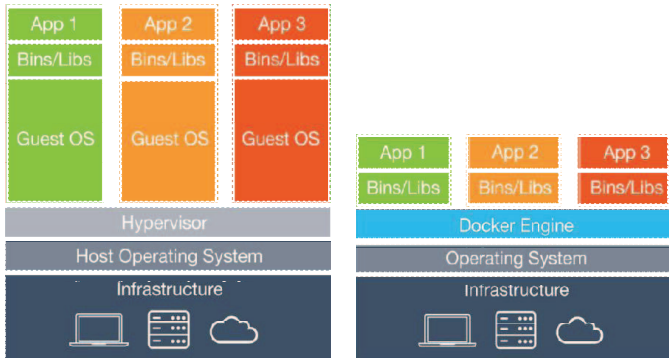 App 1
App 2
App 3
Bins/Libs
Bins/Libs
Bins/Libs
Guest OS
Guest OS
Guest OS
Hypervisor
Host Operating System
Infrastructure
App 1
App 2
App 3
Bins/Libs
Bins/Libs
Bins/Libs
Docker Engine
Operating System
Infrastructure